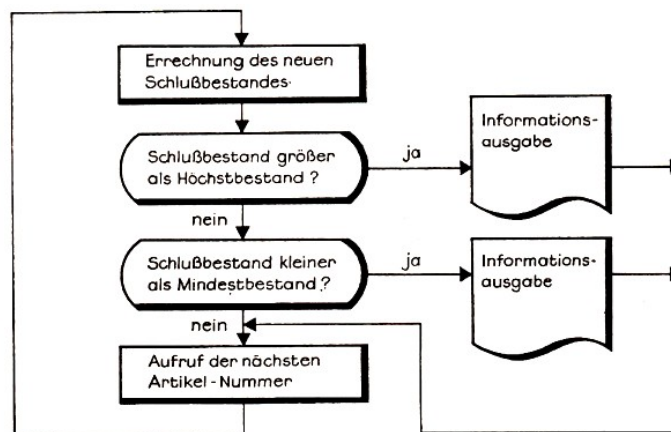 Errechnung des neuen
Schlußbestandes
Schlußbestand größer
als Höchstbestand ?
ja
Informations-
ausgabe
nein
Schlußbestand kleiner
als Mindestbestand ?
ja
Informations-
ausgabe
nein
Aufruf der nächsten
Artikel-Nummer